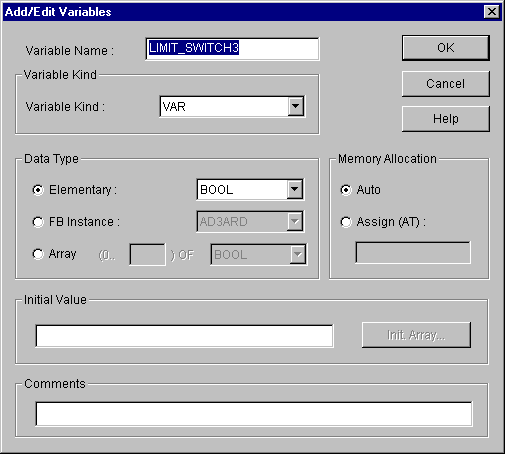 Add/Edit Variables
Variable Name : LIMIT_SWITCH3 OK
Variable Kind Cancel
Variable Kind : VAR Help
Data Type Memory Allocation
Elementary : BOOL Auto
FB Instance : AD3ARD Assign (AT) :
Array (0.. ) OF BOOL
Initial Value
Init. Array...
Comments